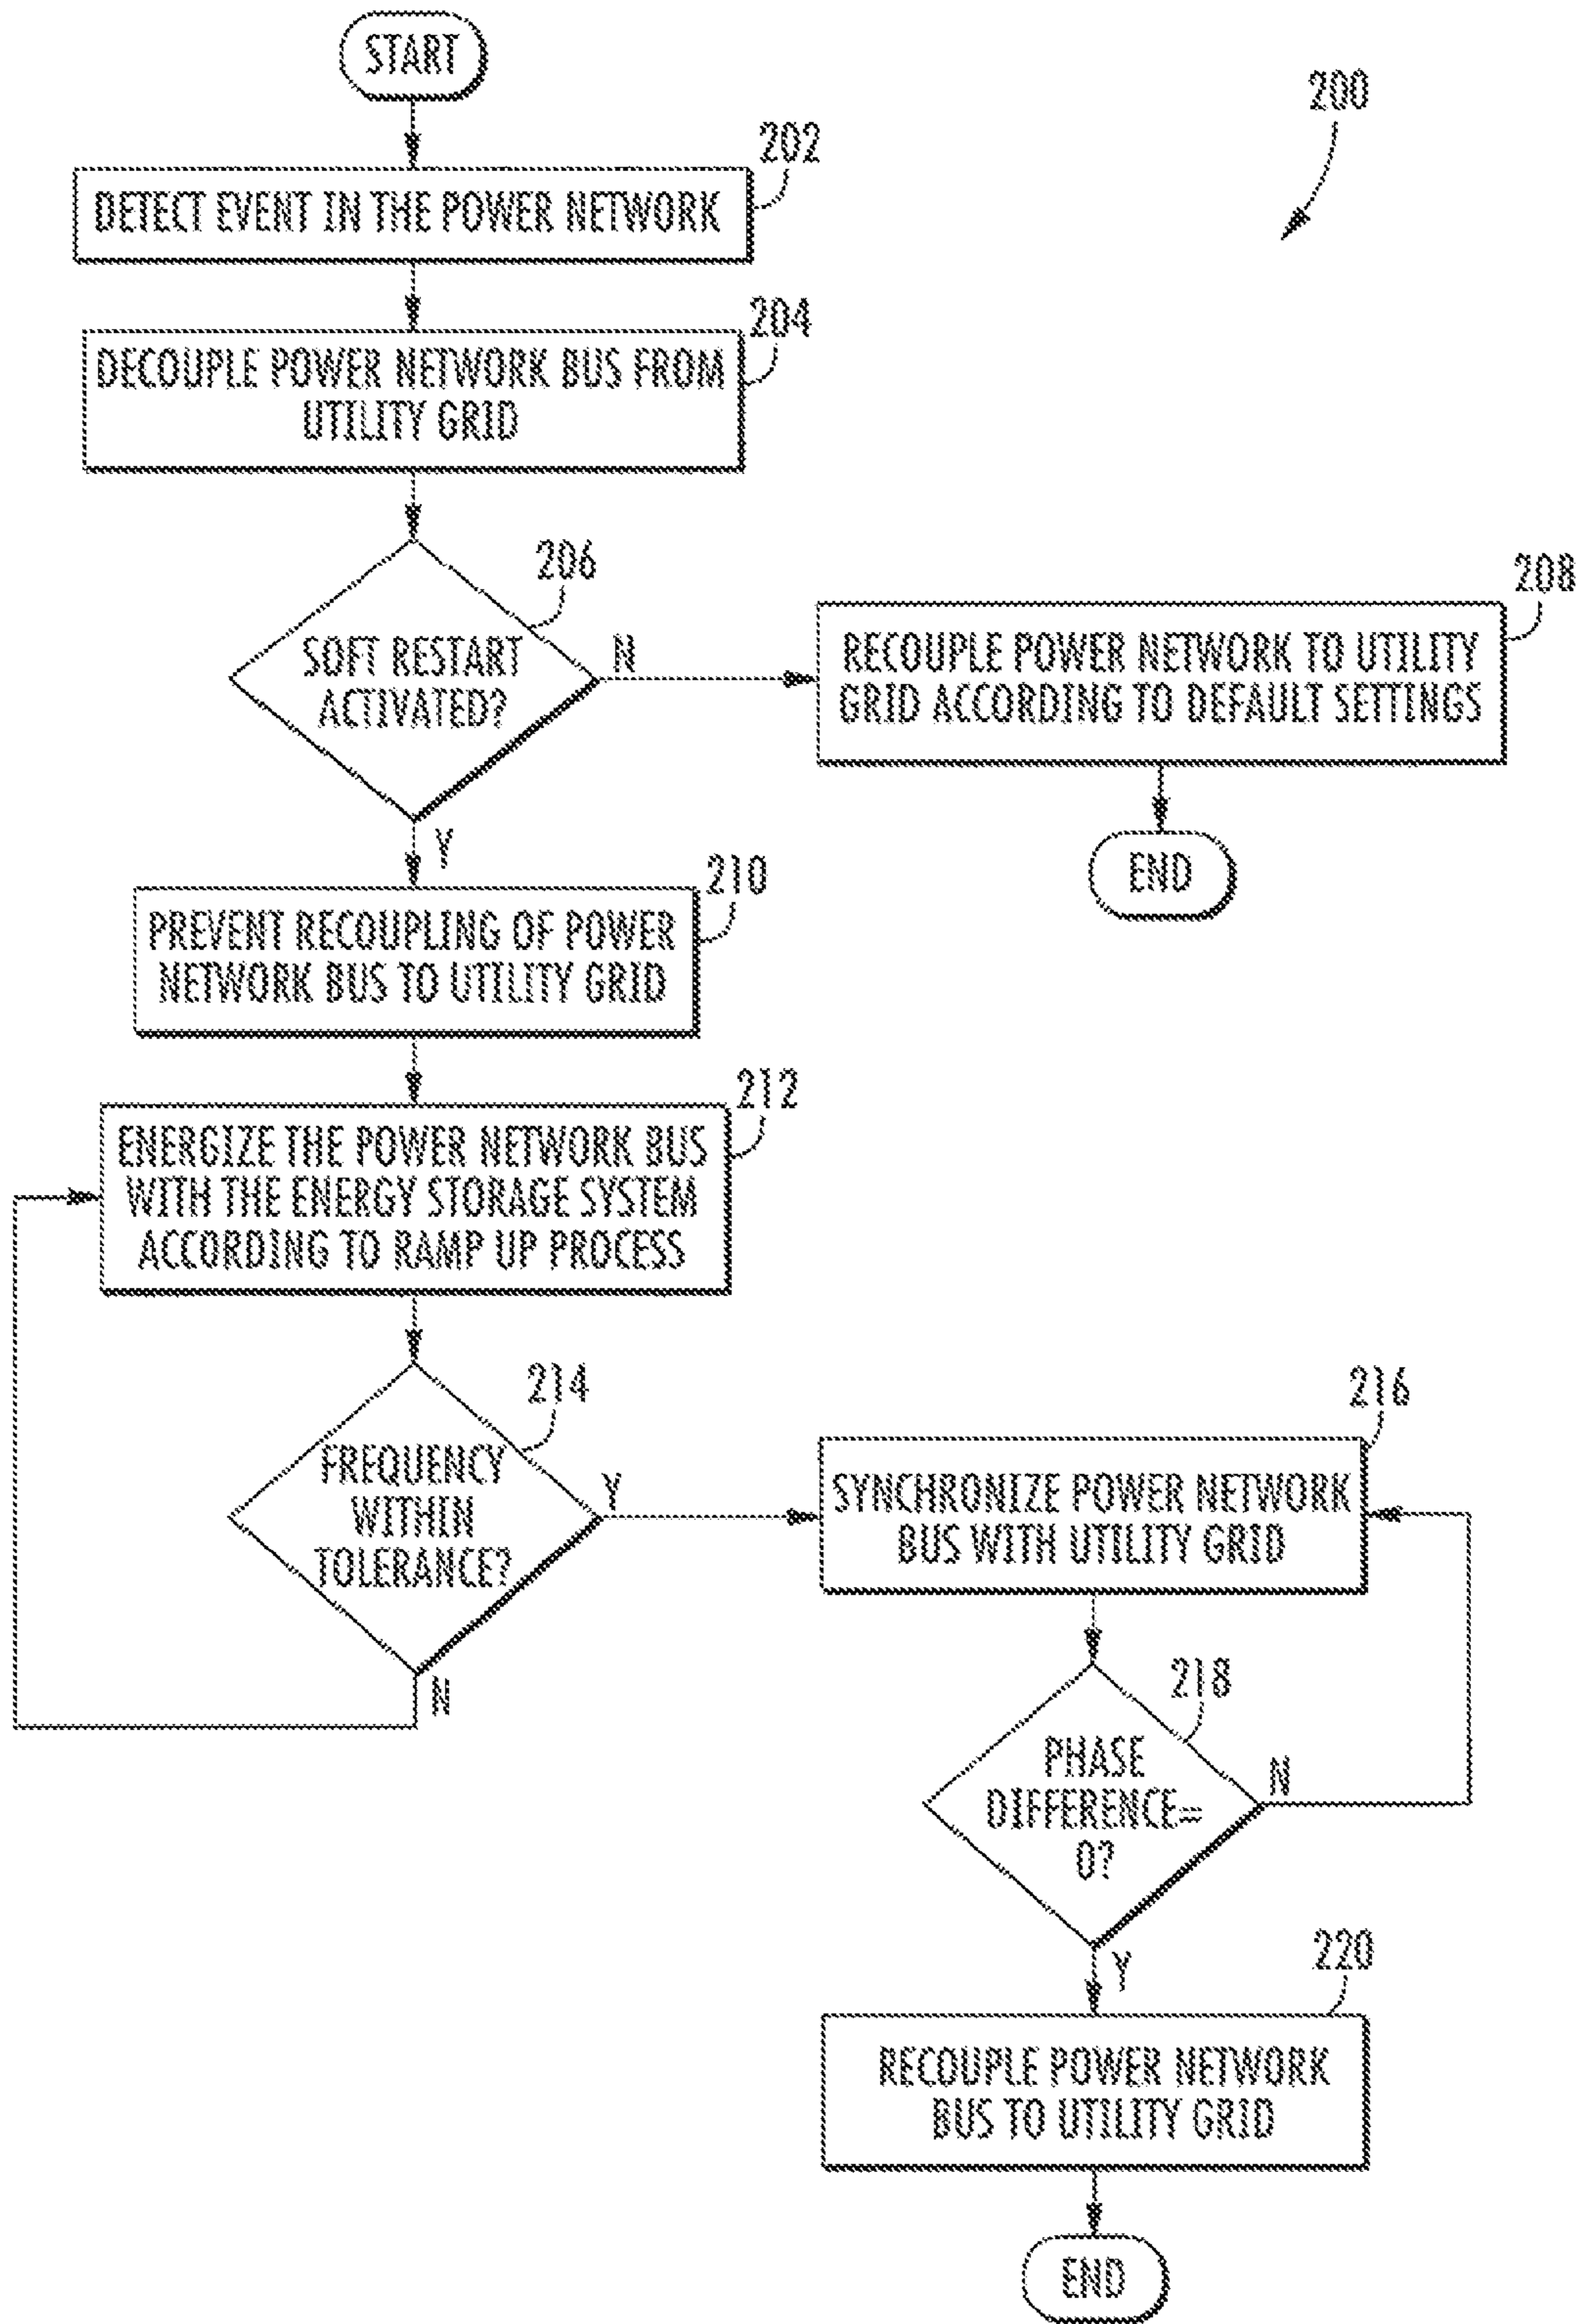 START
200
202
DETECT EVENT IN THE POWER NETWORK
204
DECOUPLE POWER NETWORK BUS FROM
UTILITY GRID
206
SOFT RESTART
ACTIVATED?
N
208
RECOUPLE POWER NETWORK TO UTILITY
GRID ACCORDING TO DEFAULT SETTINGS
END
Y
210
PREVENT RECOUPLING OF POWER
NETWORK BUS TO UTILITY GRID
212
ENERGIZE THE POWER NETWORK BUS
WITH THE ENERGY STORAGE SYSTEM
ACCORDING TO RAMP UP PROCESS
214
FREQUENCY
WITHIN
TOLERANCE?
Y
N
216
SYNCHRONIZE POWER NETWORK
BUS WITH UTILITY GRID
218
PHASE
DIFFERENCE=
0?
N
Y
220
RECOUPLE POWER NETWORK
BUS TO UTILITY GRID
END